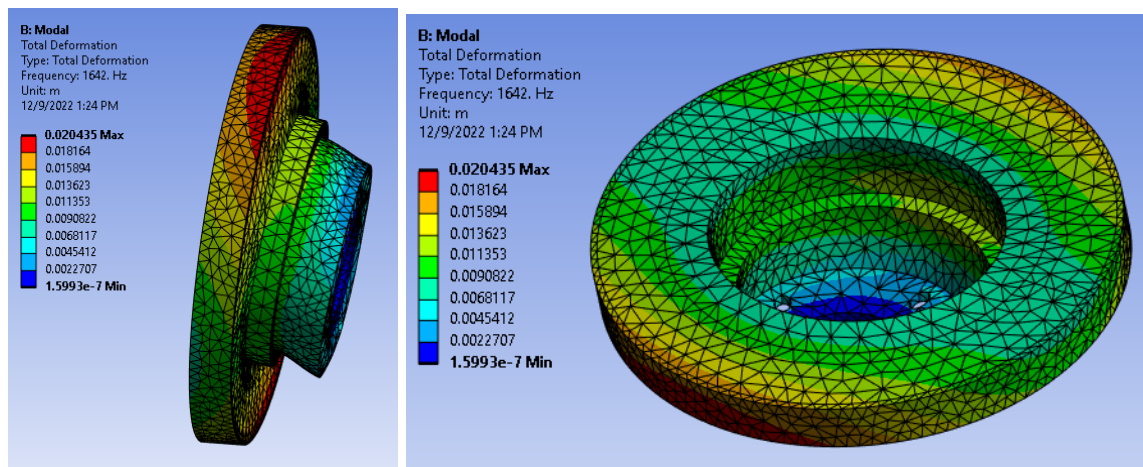 B: Modal
Total Deformation
Type: Total Deformation
Frequency: 1642. Hz
Unit: m
12/9/2022 1:24 PM
0.020435 Max
0.018164
0.015894
0.013623
0.011353
0.0090822
0.0068117
0.0045412
0.0022707
1.5993e-7 Min
B: Modal
Total Deformation
Type: Total Deformation
Frequency: 1642. Hz
Unit: m
12/9/2022 1:24 PM
0.020435 Max
0.018164
0.015894
0.013623
0.011353
0.0090822
0.0068117
0.0045412
0.0022707
1.5993e-7 Min